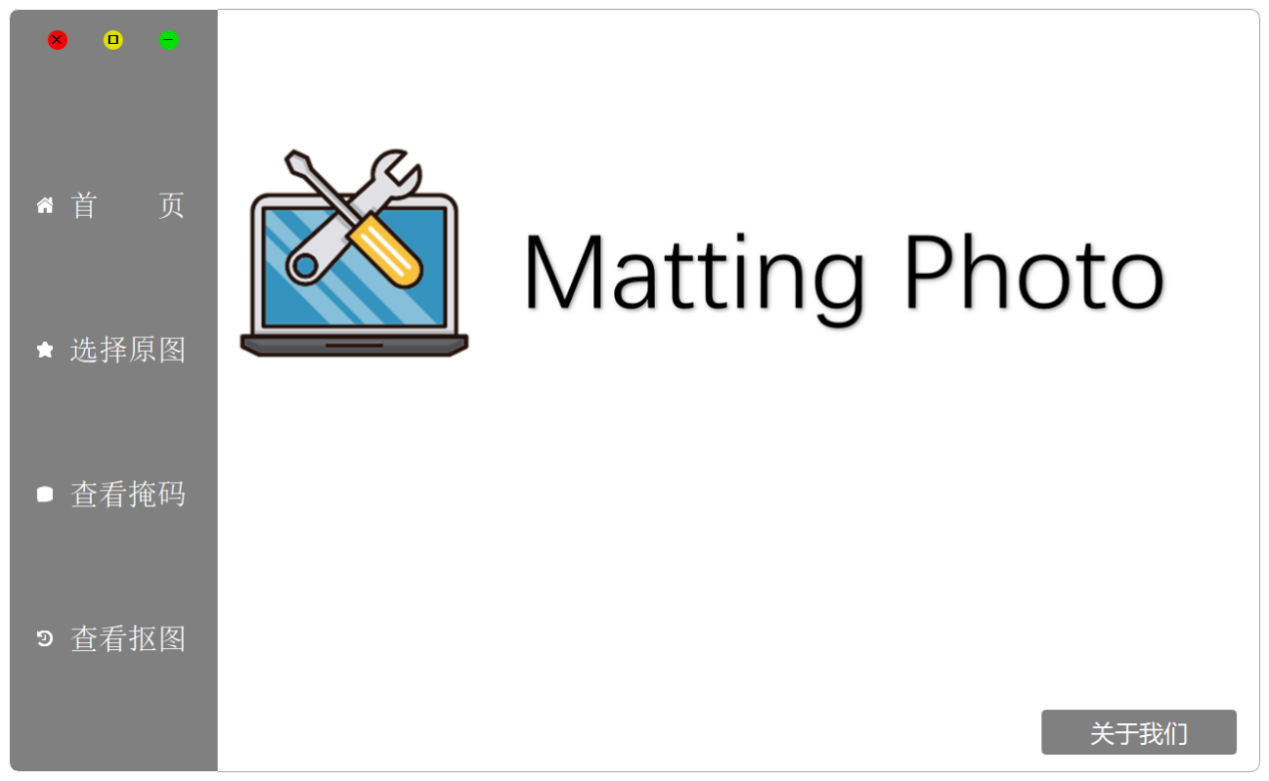 首 页
选择原图
查看掩码
查看抠图
Matting Photo
关于我们